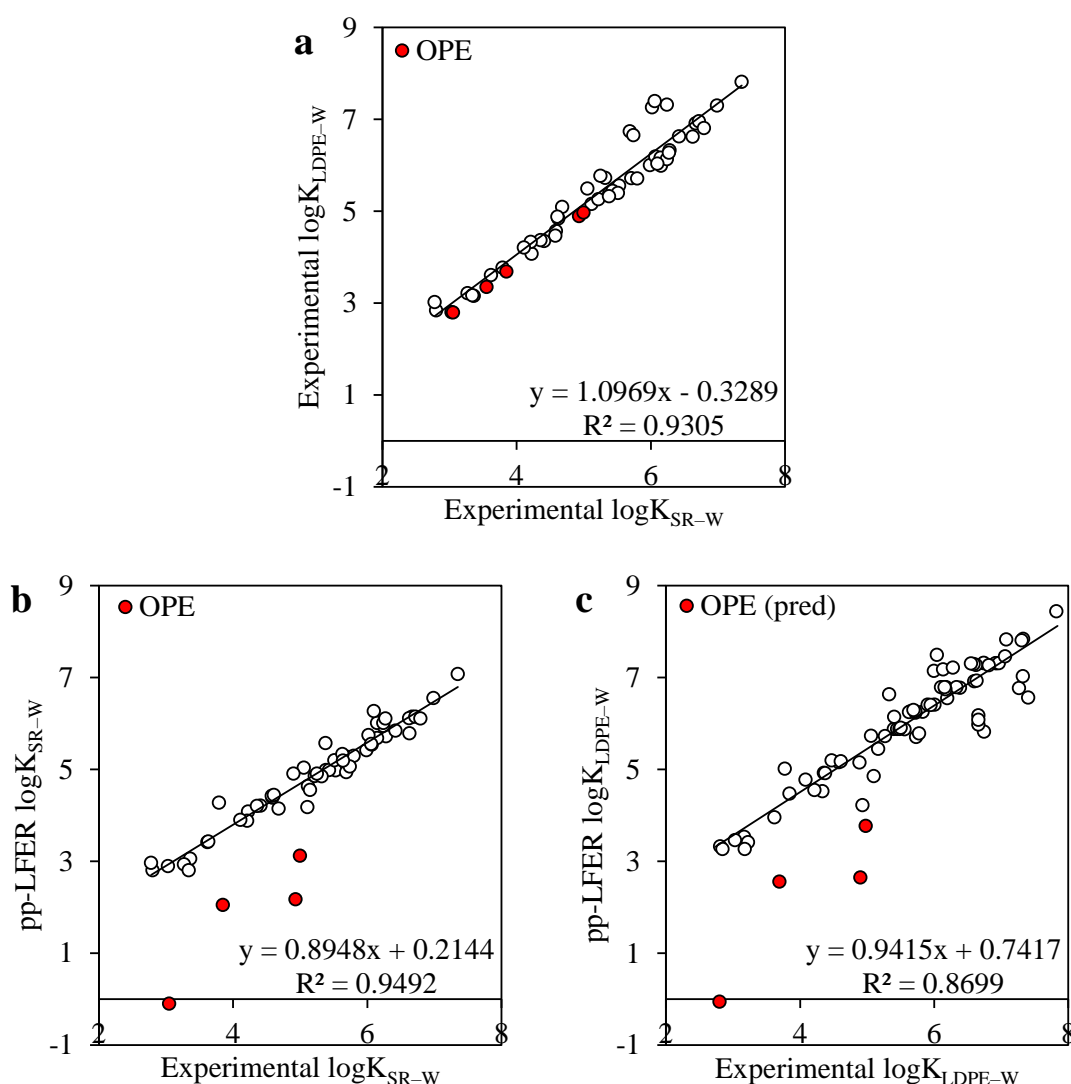 a
OPE
9
7
5
3
1
-1
2
4
6
8
Experimental logK_LDPE–W
y = 1.0969x - 0.3289
R² = 0.9305
Experimental logK_SR–W
b
OPE
9
7
5
3
1
-1
2
4
6
8
pp-LFER logK_SR–W
y = 0.8948x + 0.2144
R² = 0.9492
Experimental logK_SR–W
c
OPE (pred)
9
7
5
3
1
-1
2
4
6
8
pp-LFER logK_LDPE–W
y = 0.9415x + 0.7417
R² = 0.8699
Experimental logK_LDPE–W